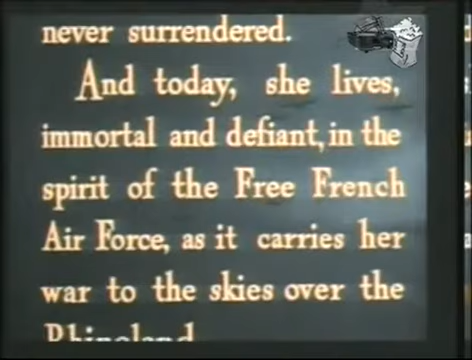 never surrendered.
And today, she lives,
immortal and defiant, in the
spirit of the Free French
Air Force, as it carries her
war to the skies over the
Rhineland